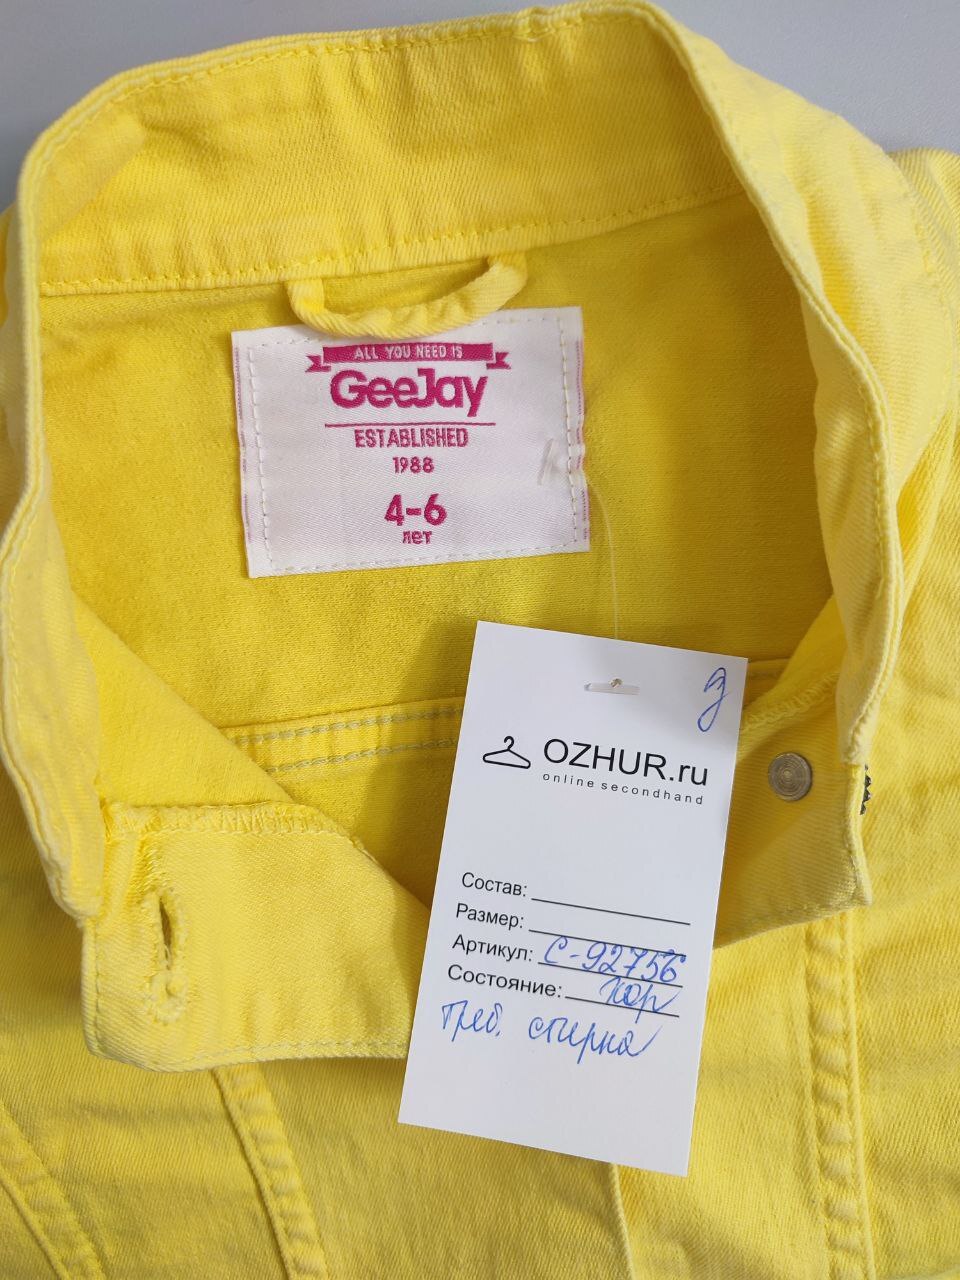 ALL YOU NEED IS
GeeJay
ESTABLISHED
1988
4-6
лет
OZHUR.ru
online secondhand
Состав:
Размер:
Артикул: С-92756
Состояние: хор
треб. стирка